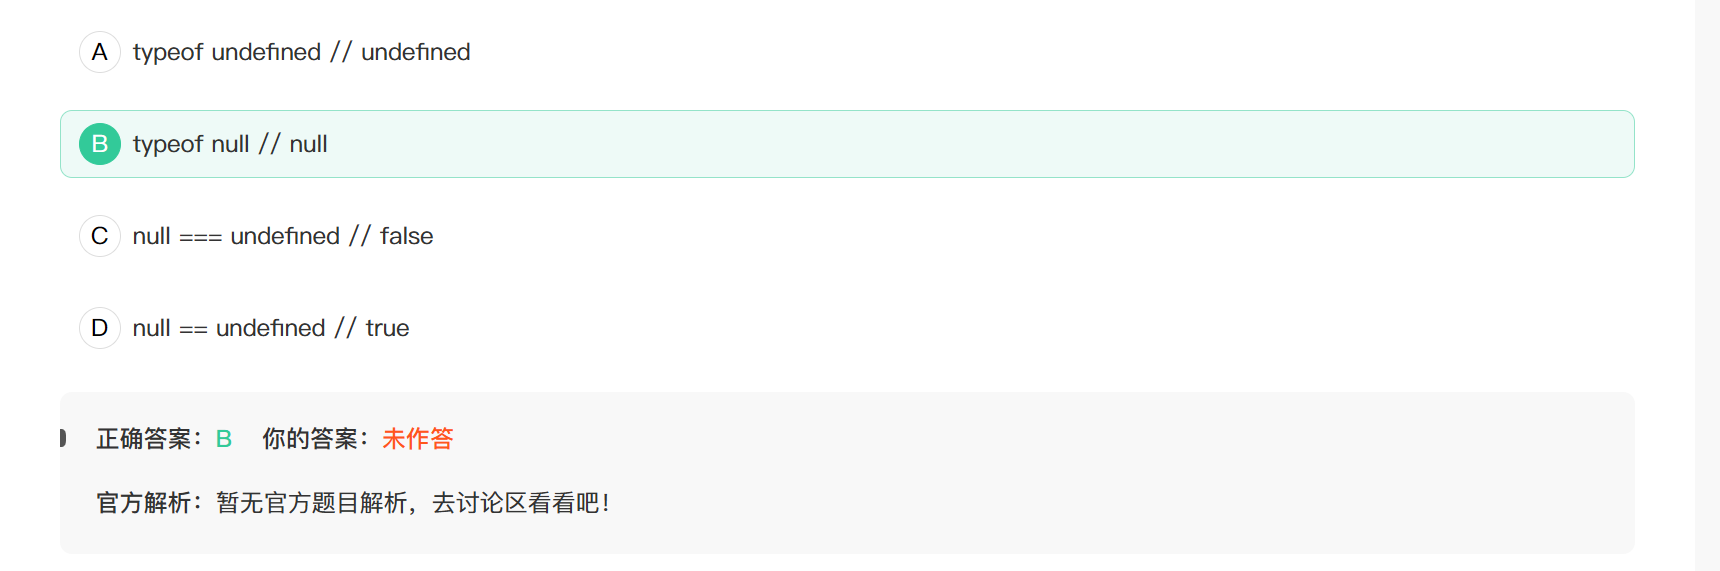 A typeof undefined // undefined
B typeof null // null
C null === undefined // false
D null == undefined // true
正确答案：B 你的答案：未作答
官方解析：暂无官方题目解析，去讨论区看看吧！